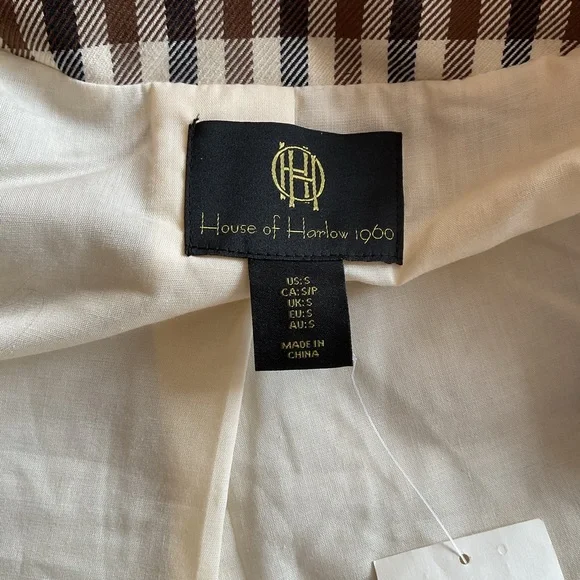 House of Harlow 1960
US: S
CA: S/P
UK: S
EU: S
AU: S
MADE IN
CHINA